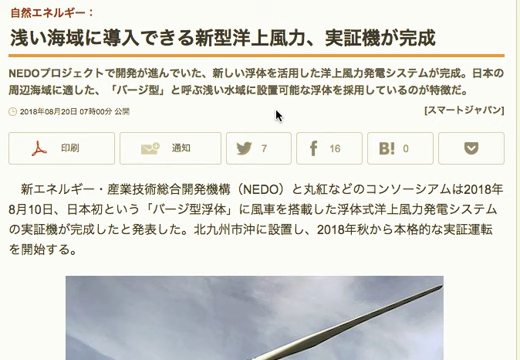 自然エネルギー：
浅い海域に導入できる新型洋上風力、実証機が完成
NEDOプロジェクトで開発が進んでいた、新しい浮体を活用した洋上風力発電システムが完成。日本の
周辺海域に適した、「バージ型」と呼ぶ浅い水域に設置可能な浮体を採用しているのが特徴だ。
2018年08月20日 07時00分 公開
[スマートジャパン]
印刷 通知 7 16 B! 0
新エネルギー・産業技術総合開発機構（NEDO）と丸紅などのコンソーシアムは2018年
8月10日、日本初という「バージ型浮体」に風車を搭載した浮体式洋上風力発電システム
の実証機が完成したと発表した。北九州市沖に設置し、2018年秋から本格的な実証運転
を開始する。